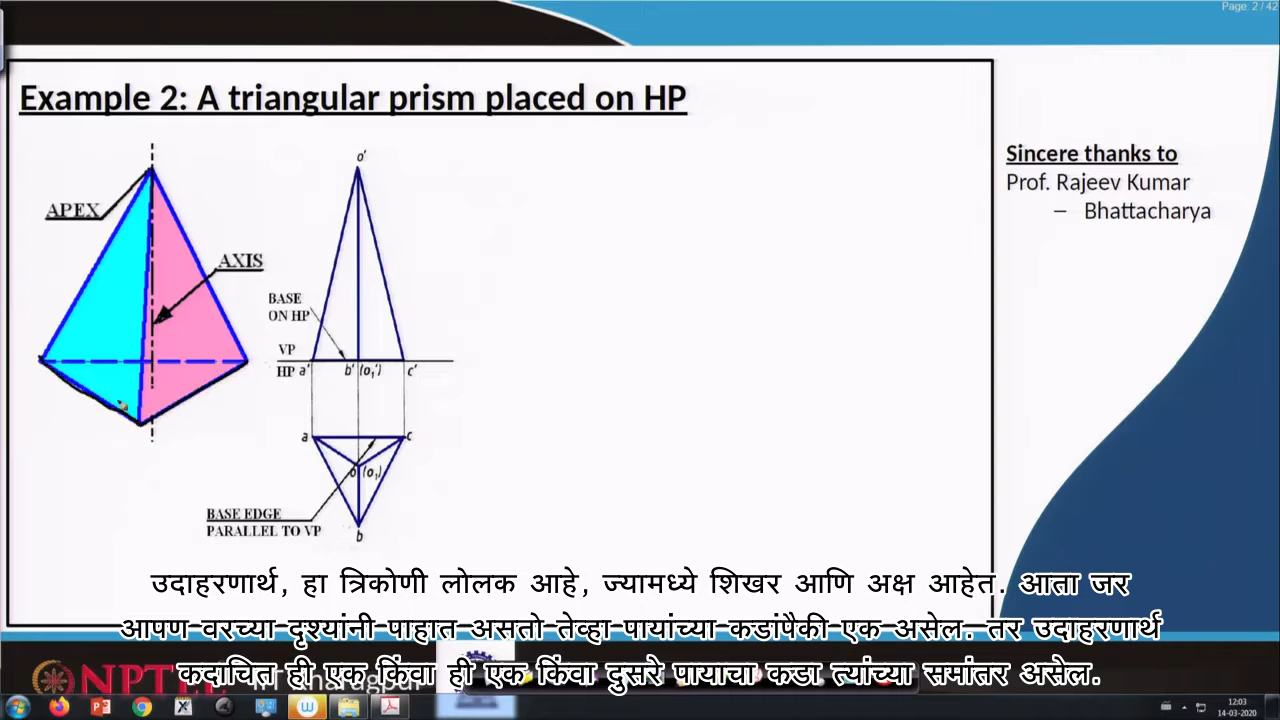 Page: 2 / 42
Example 2: A triangular prism placed on HP
Sincere thanks to
Prof. Rajeev Kumar
– Bhattacharya
APEX
AXIS
o'
BASE
ON HP
VP
HP a' b' (o₁') c'
a c
o (o₁)
BASE EDGE
PARALLEL TO VP
b
उदाहरणार्थ, हा त्रिकोणी लोलक आहे, ज्यामध्ये शिखर आणि अक्ष आहेत. आता जर
आपण वरच्या दृश्यांनी पाहात असतो तेव्हा पायांच्या कडांपैकी एक असेल. तर उदाहरणार्थ
कदाचित ही एक किंवा ही एक किंवा दुसरे पायाचा कडा त्यांच्या समांतर असेल.
12:03
14-03-2020